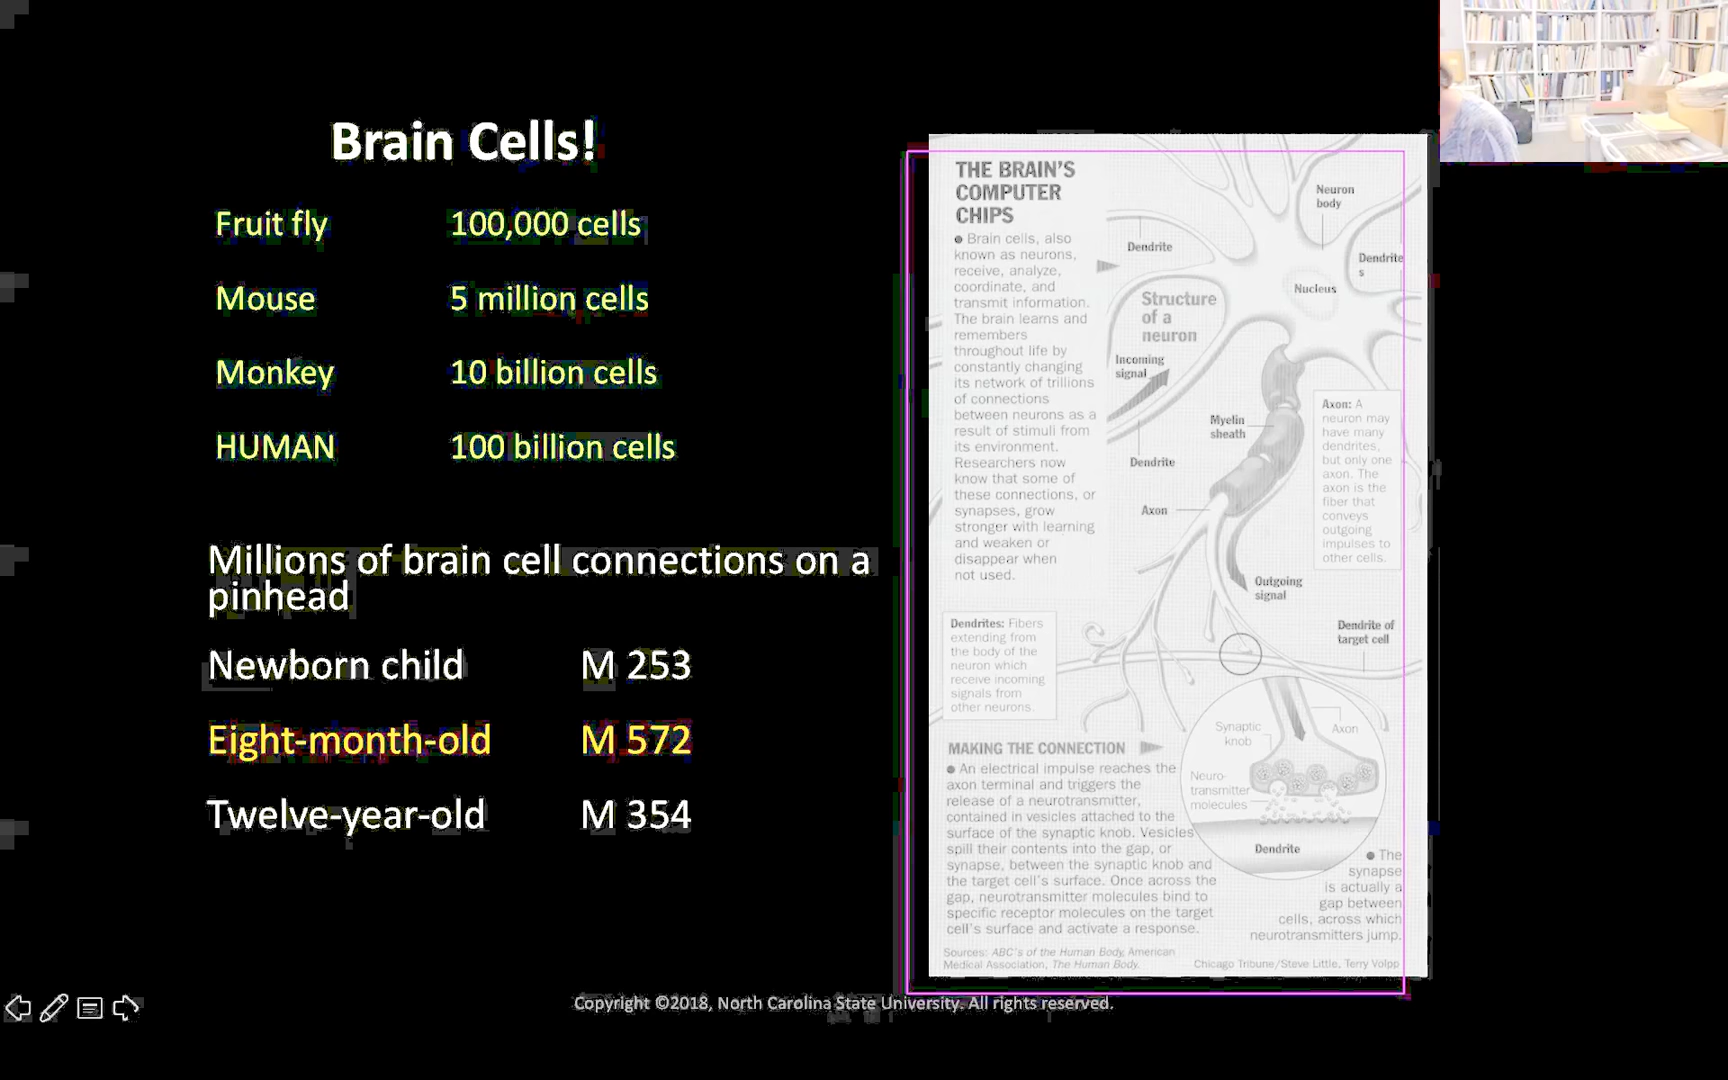 Brain Cells!
Fruit fly 100,000 cells
Mouse 5 million cells
Monkey 10 billion cells
HUMAN 100 billion cells
Millions of brain cell connections on a
pinhead
Newborn child M 253
Eight-month-old M 572
Twelve-year-old M 354
THE BRAIN'S
COMPUTER
CHIPS
● Brain cells, also
known as neurons,
receive, analyze,
coordinate, and
transmit information.
The brain learns and
remembers
throughout life by
constantly changing
its network of trillions
of connections
between neurons as a
result of stimuli from
its environment.
Researchers now
know that some of
these connections, or
synapses, grow
stronger with learning
and weaken or
disappear when
not used.
Dendrite
Neuron
body
Dendrite
s
Nucleus
Structure
of a
neuron
Incoming
signal
Myelin
sheath
Dendrite
Axon
Axon: A
neuron may
have many
dendrites,
but only one
axon. The
axon is the
fiber that
conveys
outgoing
impulses to
other cells.
Outgoing
signal
Dendrite of
target cell
Dendrites: Fibers
extending from
the body of the
neuron which
receive incoming
signals from
other neurons.
MAKING THE CONNECTION
● An electrical impulse reaches the
axon terminal and triggers the
release of a neurotransmitter,
contained in vesicles attached to the
surface of the synaptic knob. Vesicles
spill their contents into the gap, or
synapse, between the synaptic knob and
the target cell's surface. Once across the
gap, neurotransmitter molecules bind to
specific receptor molecules on the target
cell's surface and activate a response.
Synaptic
knob
Axon
Neuro-
transmitter
molecules
Dendrite
● The
synapse
is actually a
gap between
cells, across which
neurotransmitters jump.
Sources: ABC's of the Human Body, American
Medical Association, The Human Body.
Chicago Tribune/Steve Little, Terry Volpp
Copyright ©2018, North Carolina State University. All rights reserved.